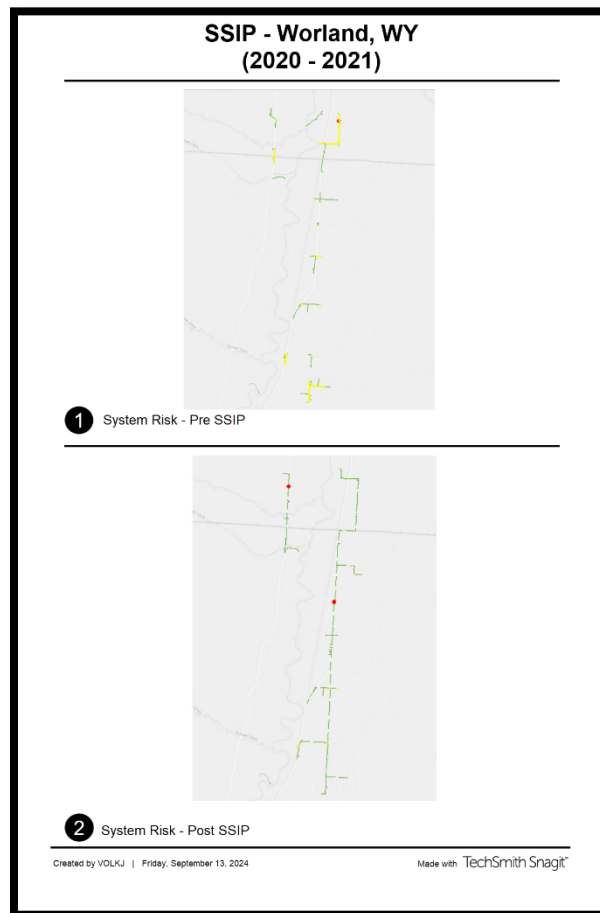 SSIP - Worland, WY
(2020 - 2021)
1 System Risk - Pre SSIP
2 System Risk - Post SSIP
Created by VOLKJ | Friday, September 13, 2024
Made with TechSmith Snagit™